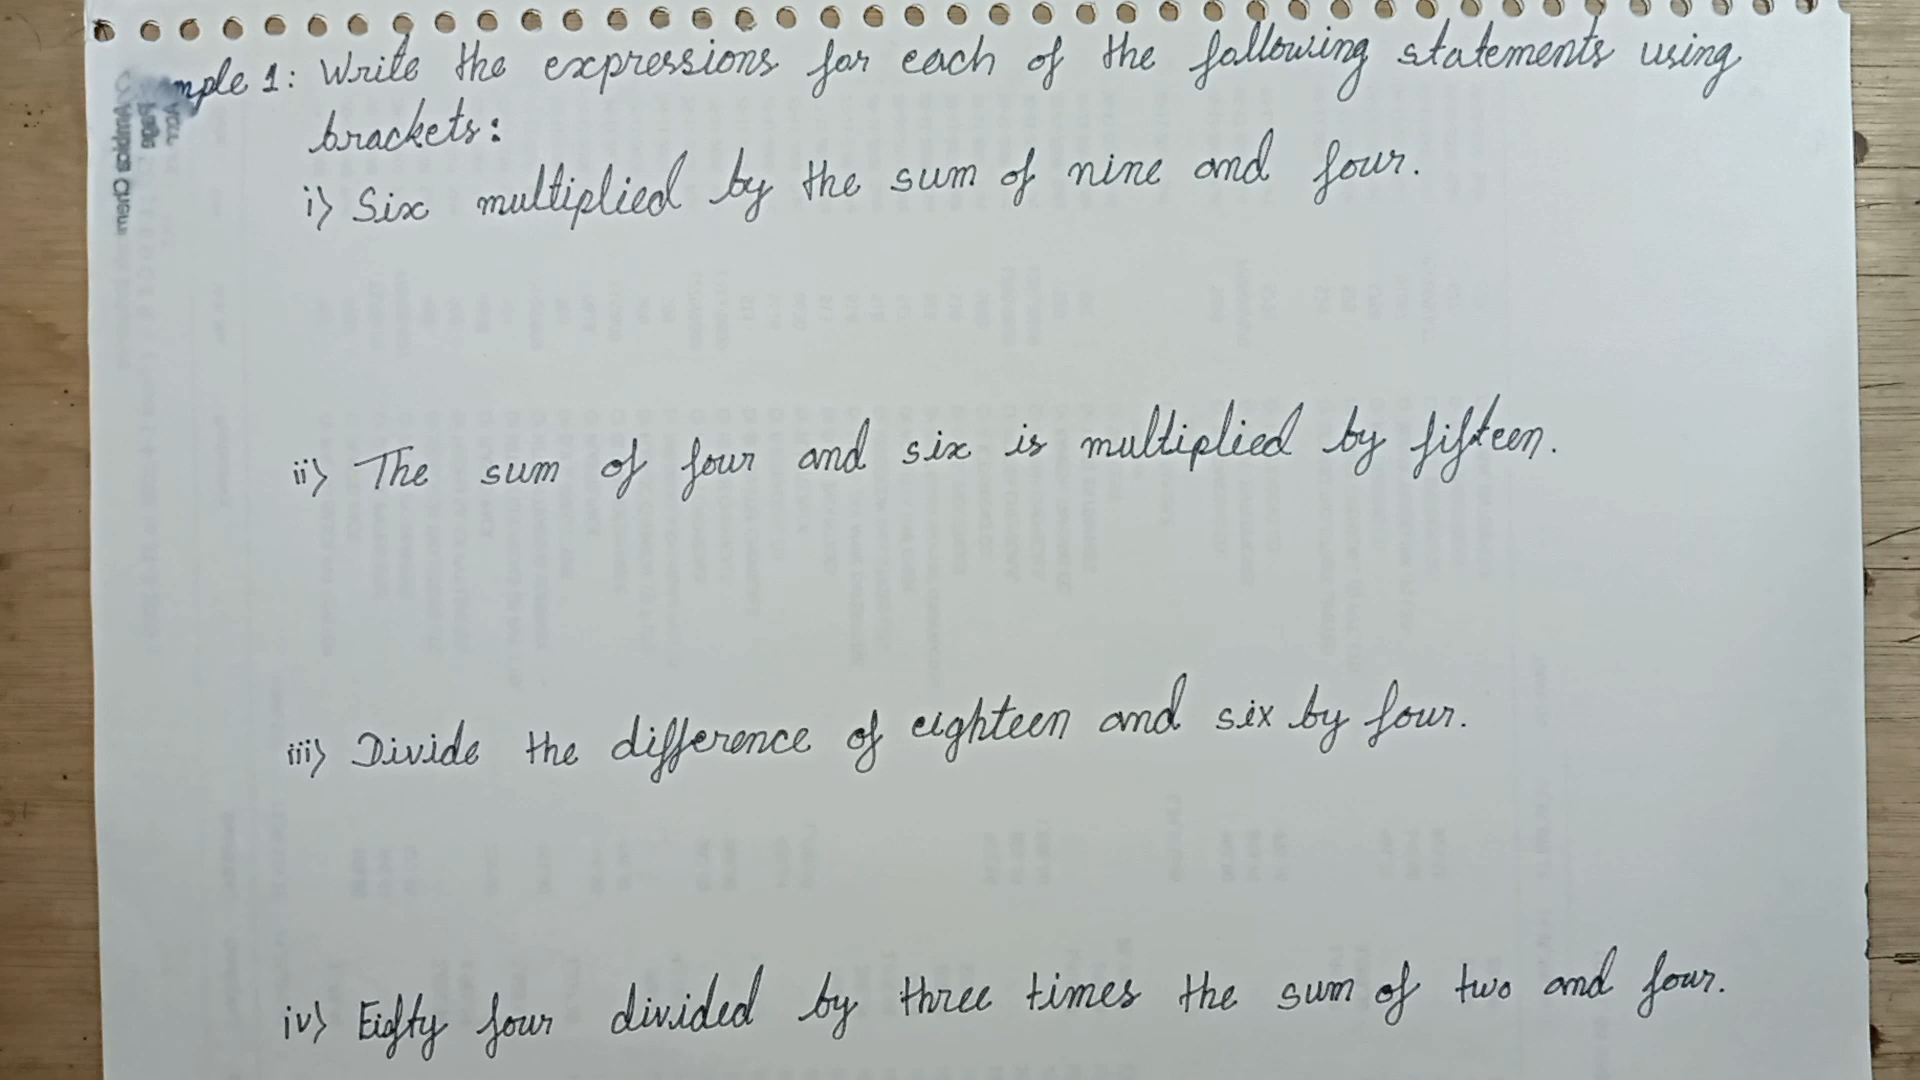 mple 1: Write the expressions for each of the following statements using
brackets:
i) Six multiplied by the sum of nine and four.
ii) The sum of four and six is multiplied by fifteen.
iii) Divide the difference of eighteen and six by four.
iv) Eighty four divided by three times the sum of two and four.